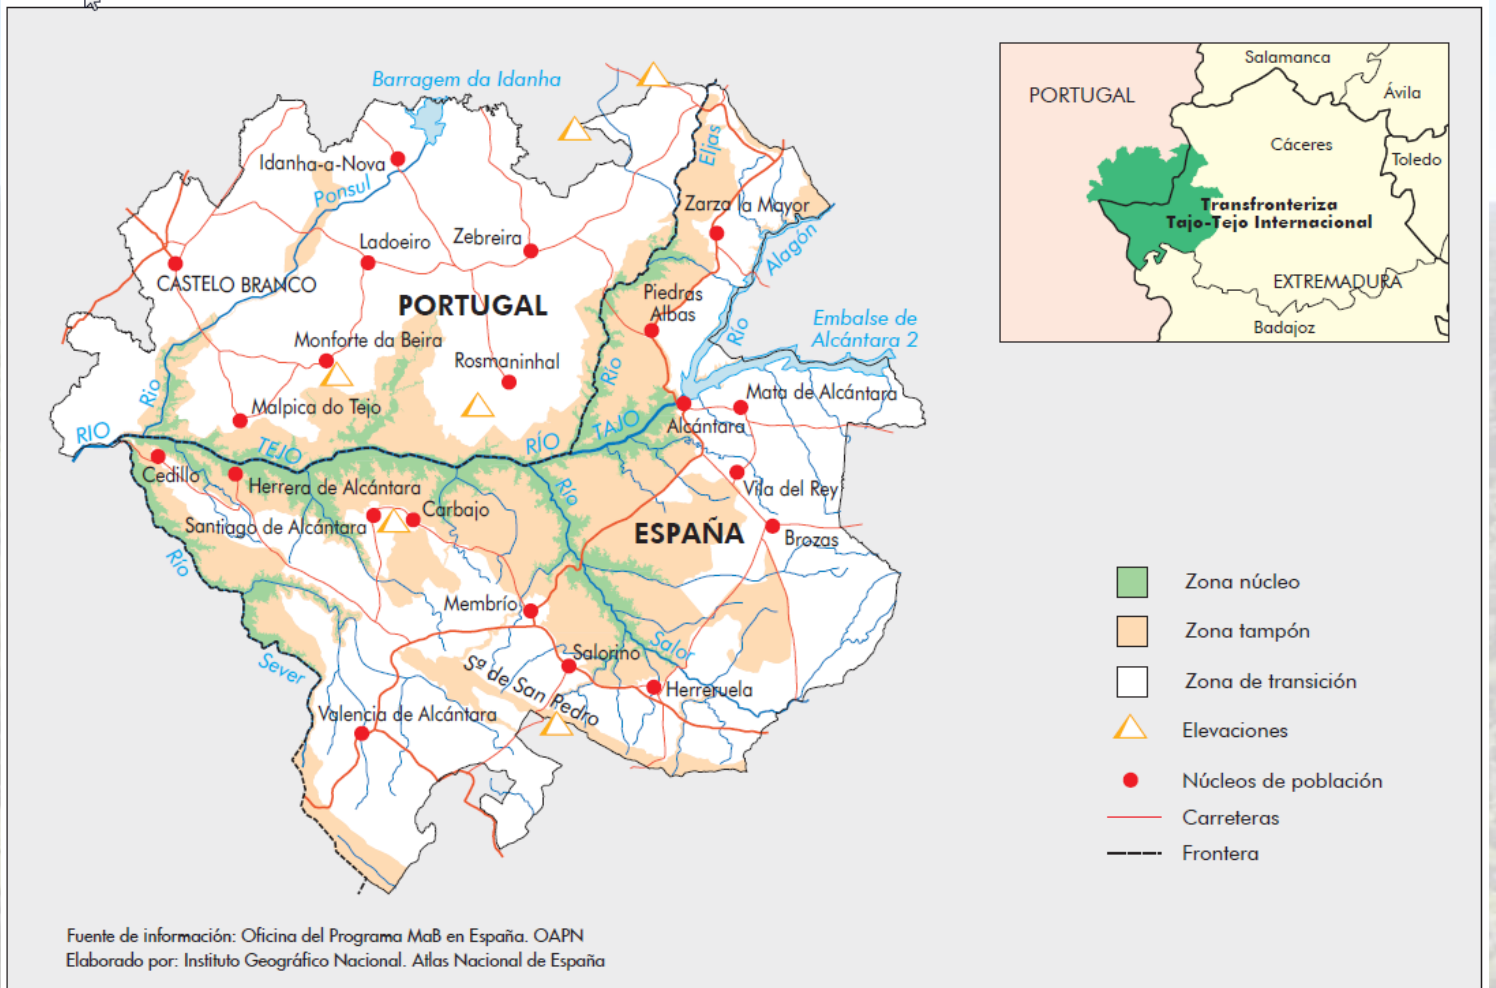 Barragem da Idanha
Idanha-a-Nova
Ponsul
Eljas
Zarza la Mayor
Ladoeiro
Zebreira
Alagón
CASTELO BRANCO
PORTUGAL
Piedras
Albas
Río
Embalse de
Alcántara 2
Monforte da Beira
Rosmaninhal
Río
Rio
Malpica do Tejo
Mata de Alcántara
Alcántara
RIO
TEJO
RÍO
TAJO
Cedillo
Herrera de Alcántara
Río
Vila del Rey
Santiago de Alcántara
Carbajo
ESPAÑA
Brozas
Río
Membrío
Salor
Salorino
Sever
Sª de San Pedro
Herreruela
Valencia de Alcántara
Salamanca
PORTUGAL
Ávila
Cáceres
Toledo
Transfronteriza
Tajo-Tejo Internacional
EXTREMADURA
Badajoz
Zona núcleo
Zona tampón
Zona de transición
Elevaciones
Núcleos de población
Carreteras
Frontera
Fuente de información: Oficina del Programa MaB en España. OAPN
Elaborado por: Instituto Geográfico Nacional. Atlas Nacional de España